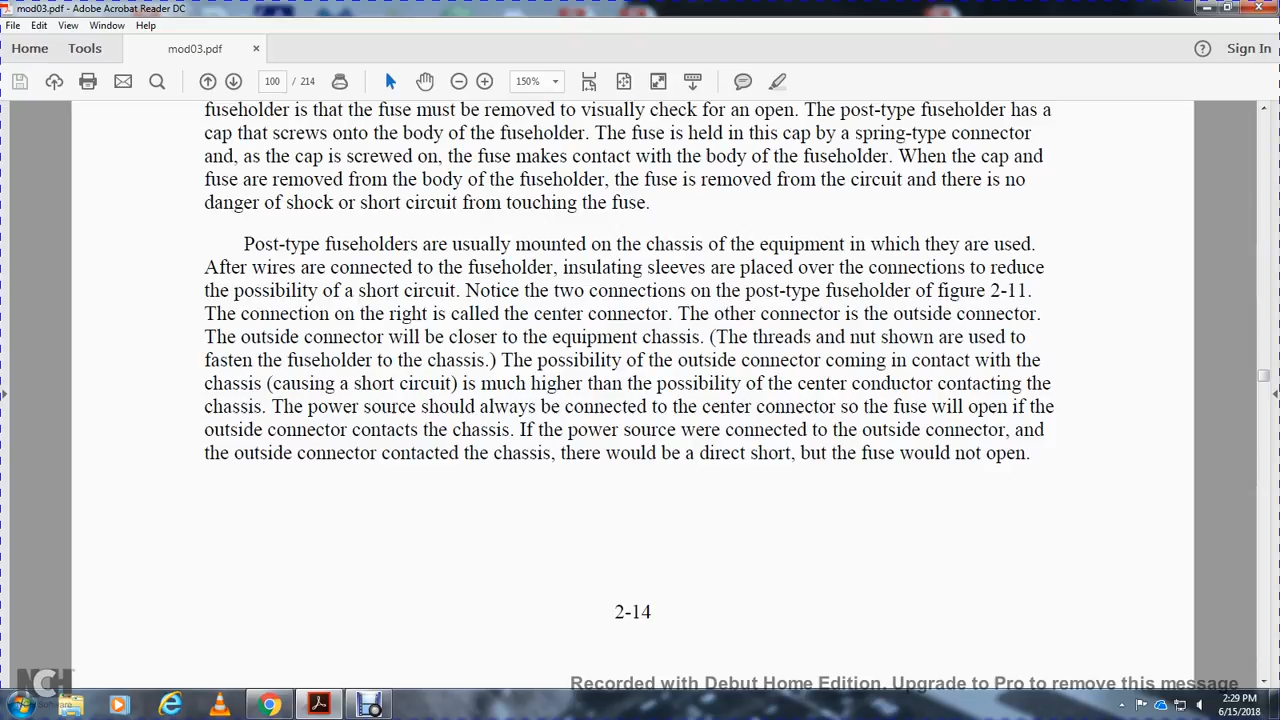 mod03.pdf - Adobe Acrobat Reader DC
File Edit View Window Help
Home Tools mod03.pdf × Sign In
100 / 214 150%
fuseholder is that the fuse must be removed to visually check for an open. The post-type fuseholder has a
cap that screws onto the body of the fuseholder. The fuse is held in this cap by a spring-type connector
and, as the cap is screwed on, the fuse makes contact with the body of the fuseholder. When the cap and
fuse are removed from the body of the fuseholder, the fuse is removed from the circuit and there is no
danger of shock or short circuit from touching the fuse.
Post-type fuseholders are usually mounted on the chassis of the equipment in which they are used.
After wires are connected to the fuseholder, insulating sleeves are placed over the connections to reduce
the possibility of a short circuit. Notice the two connections on the post-type fuseholder of figure 2-11.
The connection on the right is called the center connector. The other connector is the outside connector.
The outside connector will be closer to the equipment chassis. (The threads and nut shown are used to
fasten the fuseholder to the chassis.) The possibility of the outside connector coming in contact with the
chassis (causing a short circuit) is much higher than the possibility of the center conductor contacting the
chassis. The power source should always be connected to the center connector so the fuse will open if the
outside connector contacts the chassis. If the power source were connected to the outside connector, and
the outside connector contacted the chassis, there would be a direct short, but the fuse would not open.
2-14
NCH
Software
Recorded with Debut Home Edition. Upgrade to Pro to remove this message
2:29 PM
6/15/2018